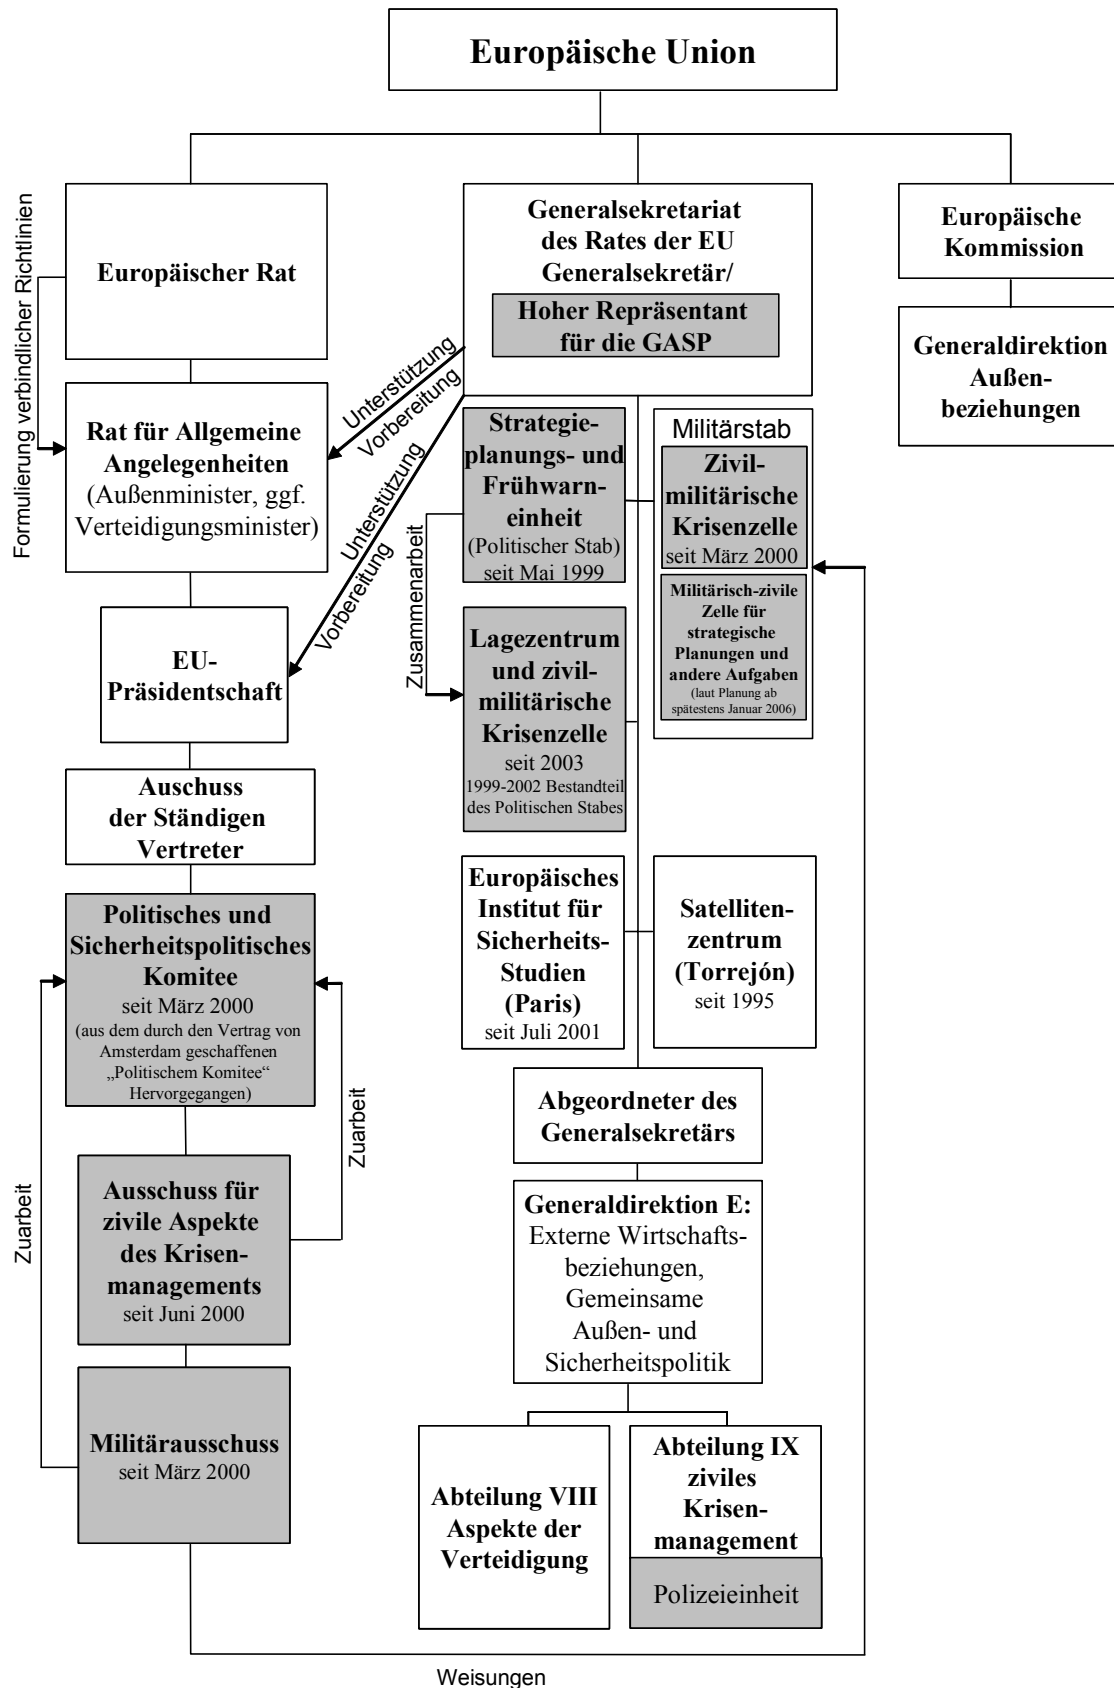 Europäische Union
Formulierung verbindlicher Richtlinien
Europäischer Rat
Generalsekretariat
des Rates der EU
Generalsekretär/
Hoher Repräsentant
für die GASP
Europäische
Kommission
Generaldirektion
Außen-
beziehungen
Unterstützung
Vorbereitung
Unterstützung
Vorbereitung
Rat für Allgemeine
Angelegenheiten
(Außenminister, ggf.
Verteidigungsminister)
EU-
Präsidentschaft
Auschuss
der Ständigen
Vertreter
Politisches und
Sicherheitspolitisches
Komitee
seit März 2000
(aus dem durch den Vertrag von
Amsterdam geschaffenen
„Politischem Komitee“
Hervorgegangen)
Zuarbeit
Zuarbeit
Ausschuss für
zivile Aspekte
des Krisen-
managements
seit Juni 2000
Militärausschuss
seit März 2000
Strategie-
planungs- und
Frühwarn-
einheit
(Politischer Stab)
seit Mai 1999
Zusammenarbeit
Lagezentrum
und zivil-
militärische
Krisenzelle
seit 2003
1999-2002 Bestandteil
des Politischen Stabes
Militärstab
Zivil-
militärische
Krisenzelle
seit März 2000
Militärisch-zivile
Zelle für
strategische
Planungen und
andere Aufgaben
(laut Planung ab
spätestens Januar 2006)
Europäisches
Institut für
Sicherheits-
Studien
(Paris)
seit Juli 2001
Satelliten-
zentrum
(Torrejón)
seit 1995
Abgeordneter des
Generalsekretärs
Generaldirektion E:
Externe Wirtschafts-
beziehungen,
Gemeinsame
Außen- und
Sicherheitspolitik
Abteilung VIII
Aspekte der
Verteidigung
Abteilung IX
ziviles
Krisen-
management
Polizeieinheit
Weisungen